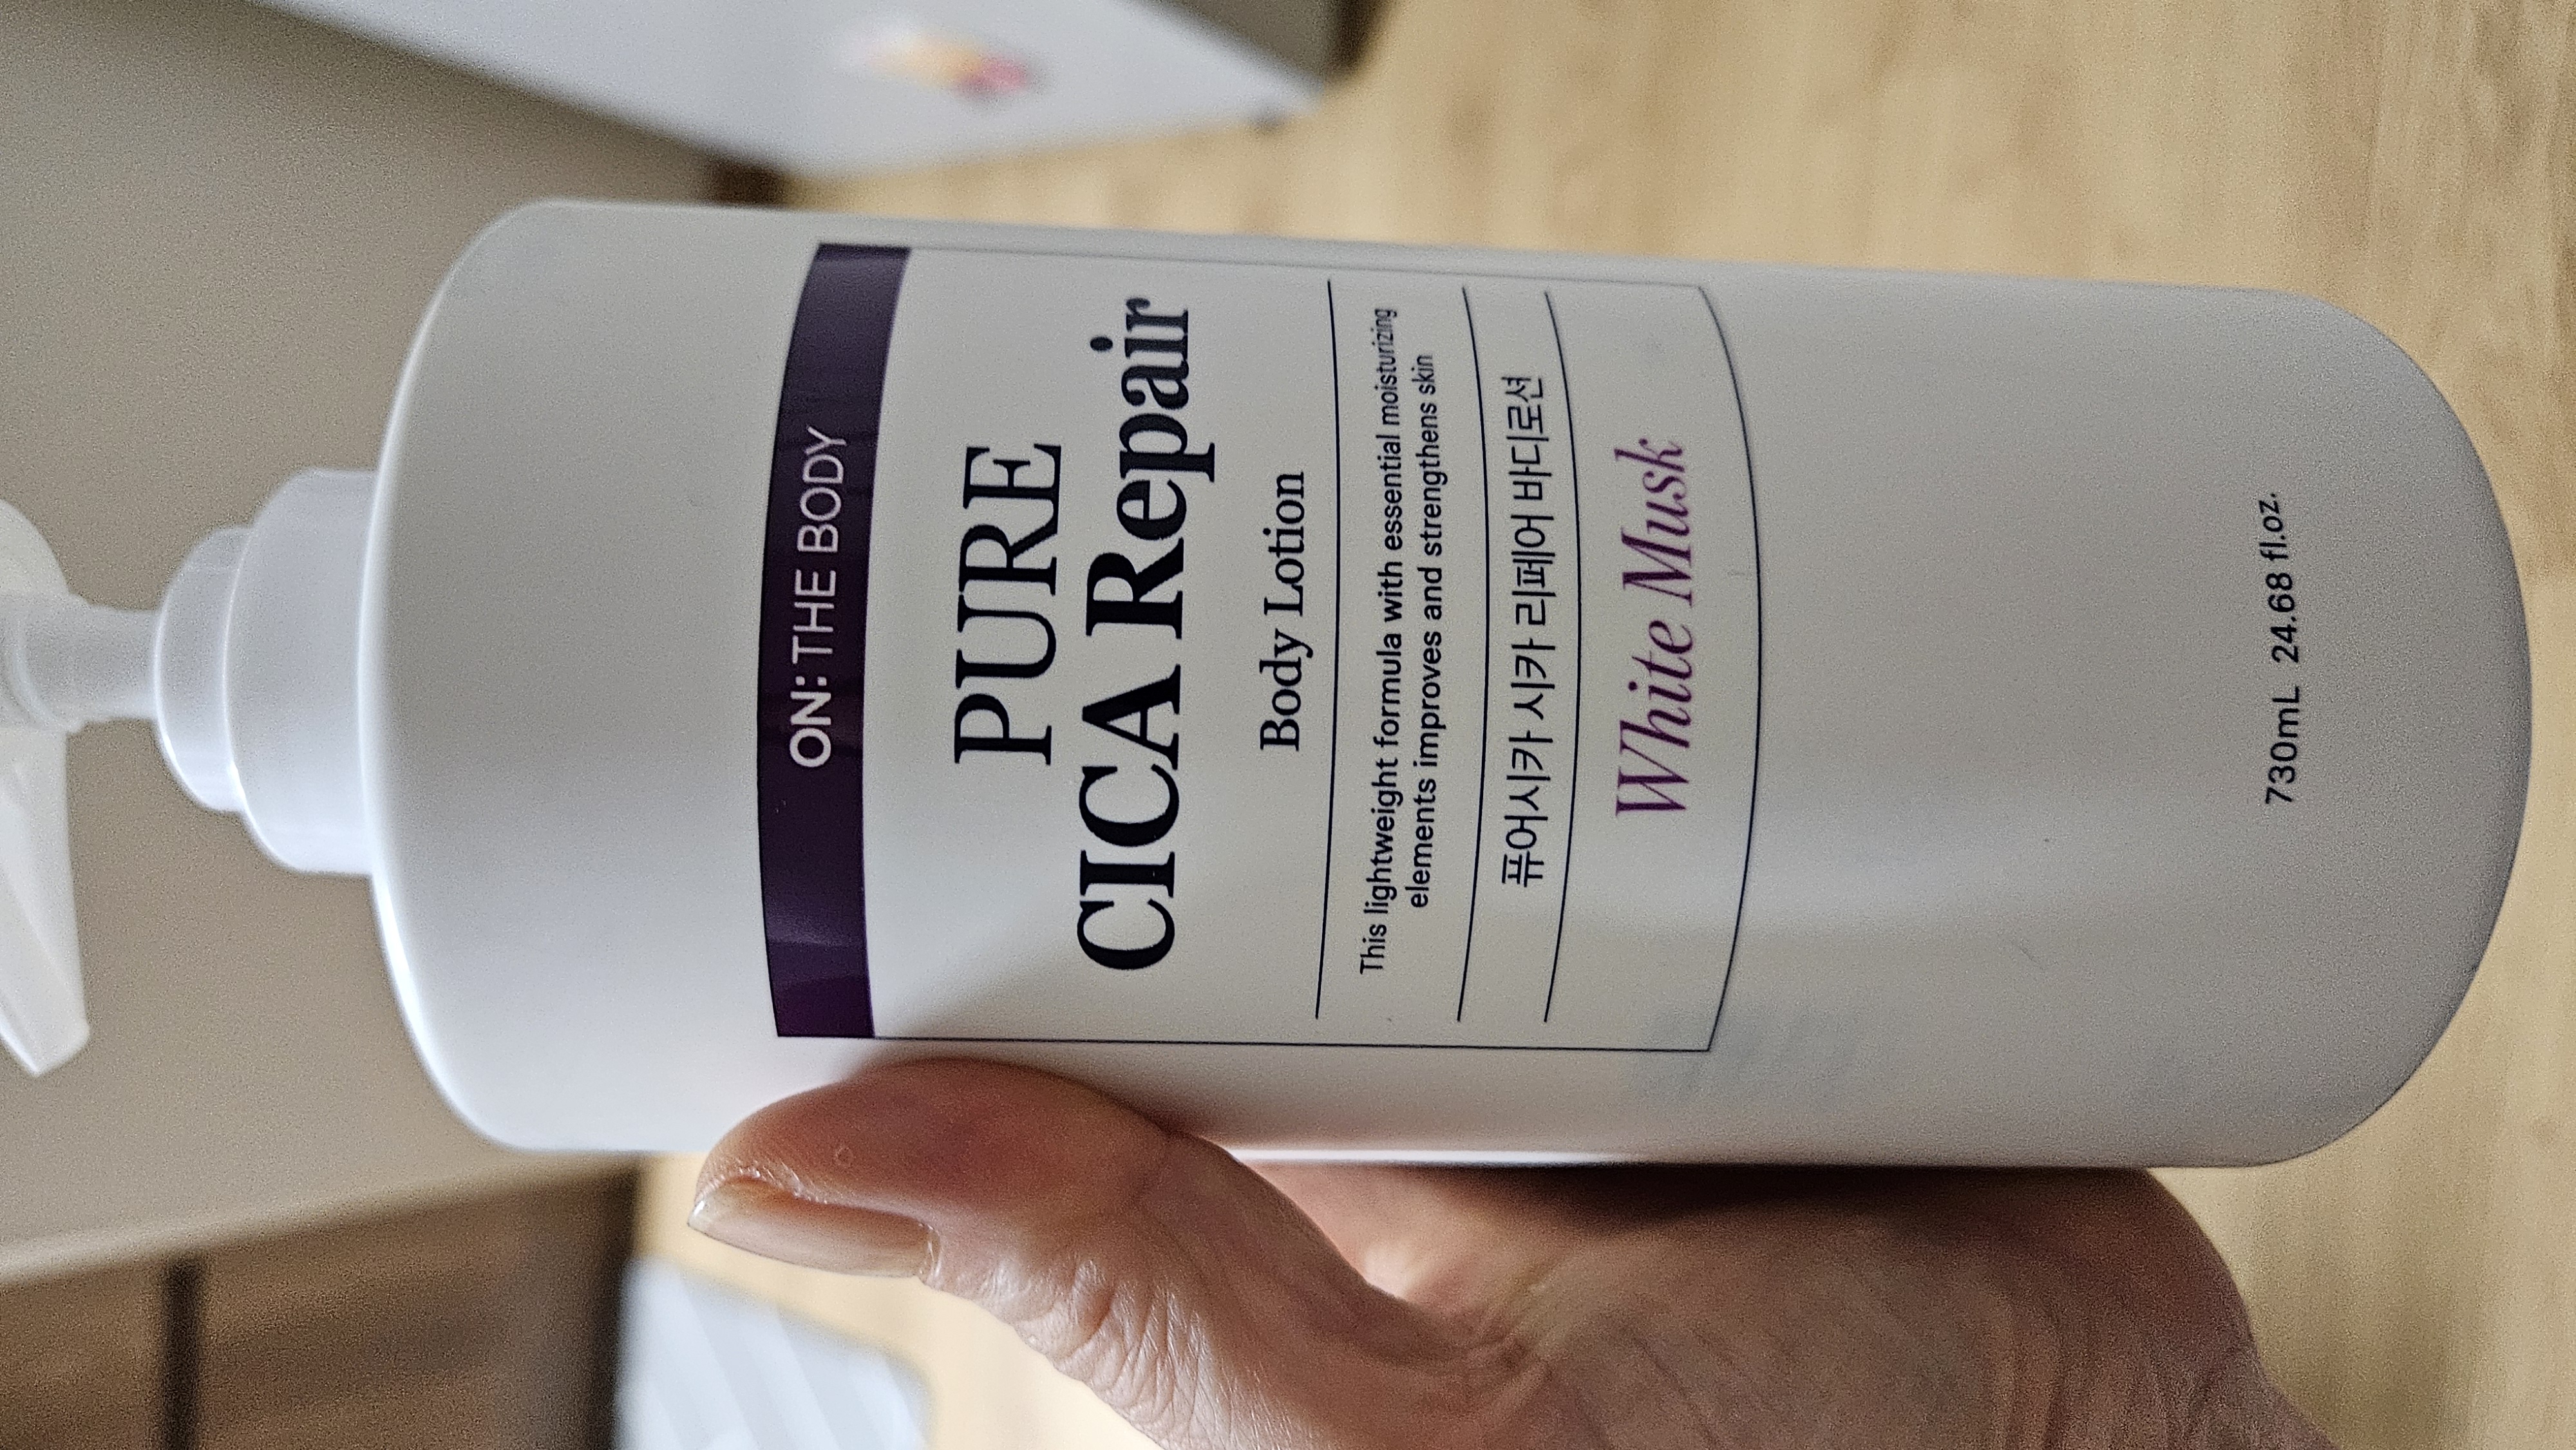 ON: THE BODY
PURE
CICA Repair
Body Lotion
This lightweight formula with essential moisturizing
elements improves and strengthens skin
퓨어시카 시카 리페어 바디로션
White Musk
730mL 24.68 fl.oz.